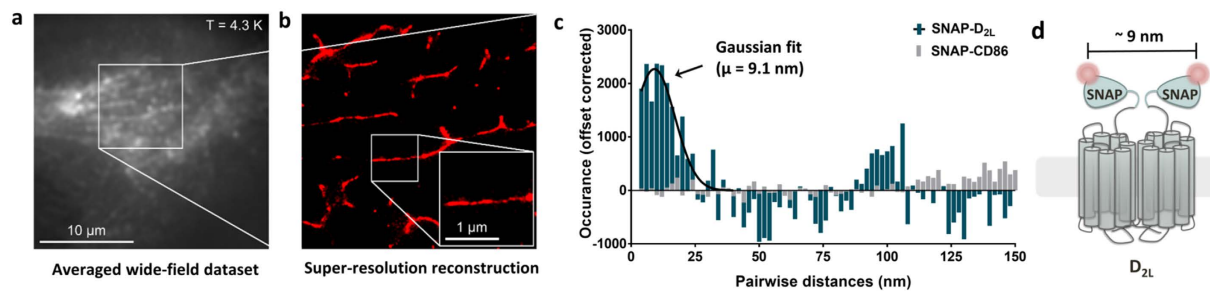 a
T = 4.3 K
10 µm
Averaged wide-field dataset
b
1 µm
Super-resolution reconstruction
c
SNAP-D2L
SNAP-CD86
Gaussian fit
(µ = 9.1 nm)
Occurance (offset corrected)
3000
2000
1000
0
-1000
0
25
50
75
100
125
150
Pairwise distances (nm)
d
~ 9 nm
SNAP
SNAP
D2L